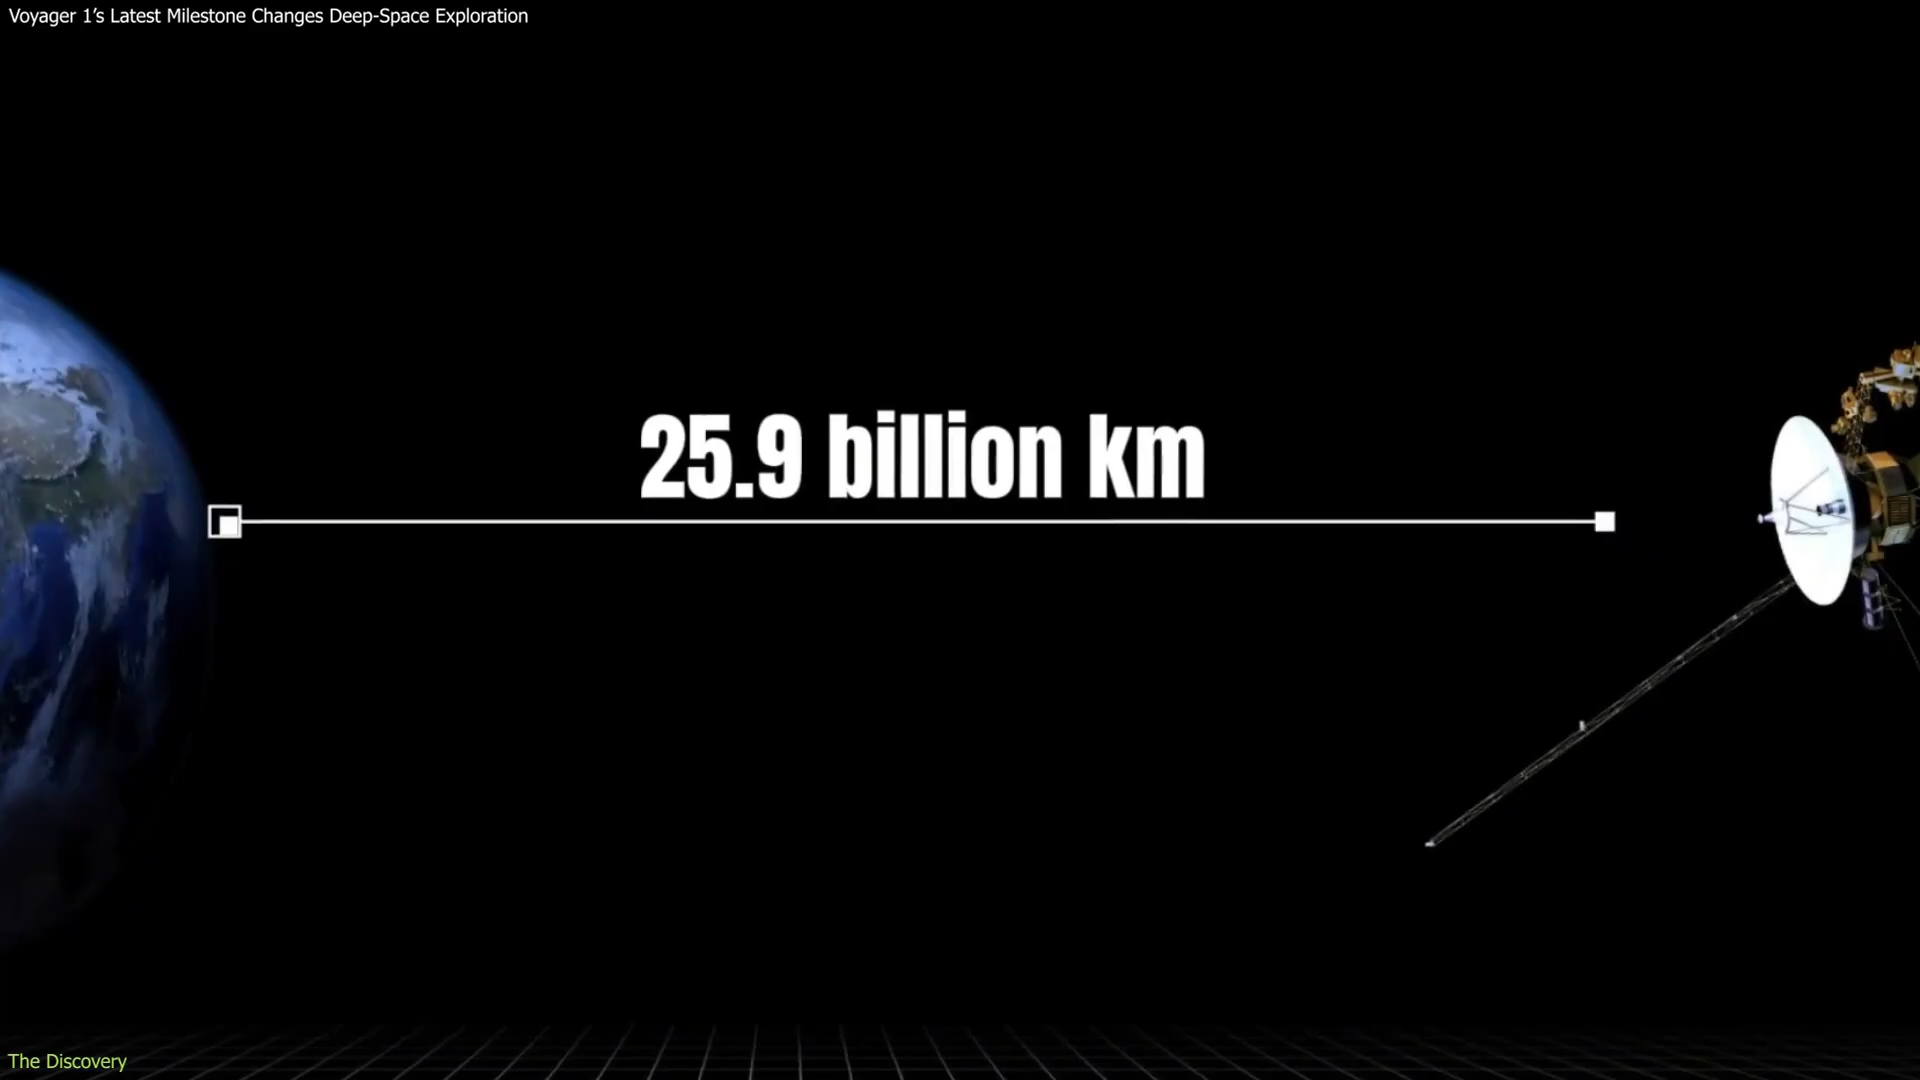 Voyager 1’s Latest Milestone Changes Deep-Space Exploration
25.9 billion km
The Discovery